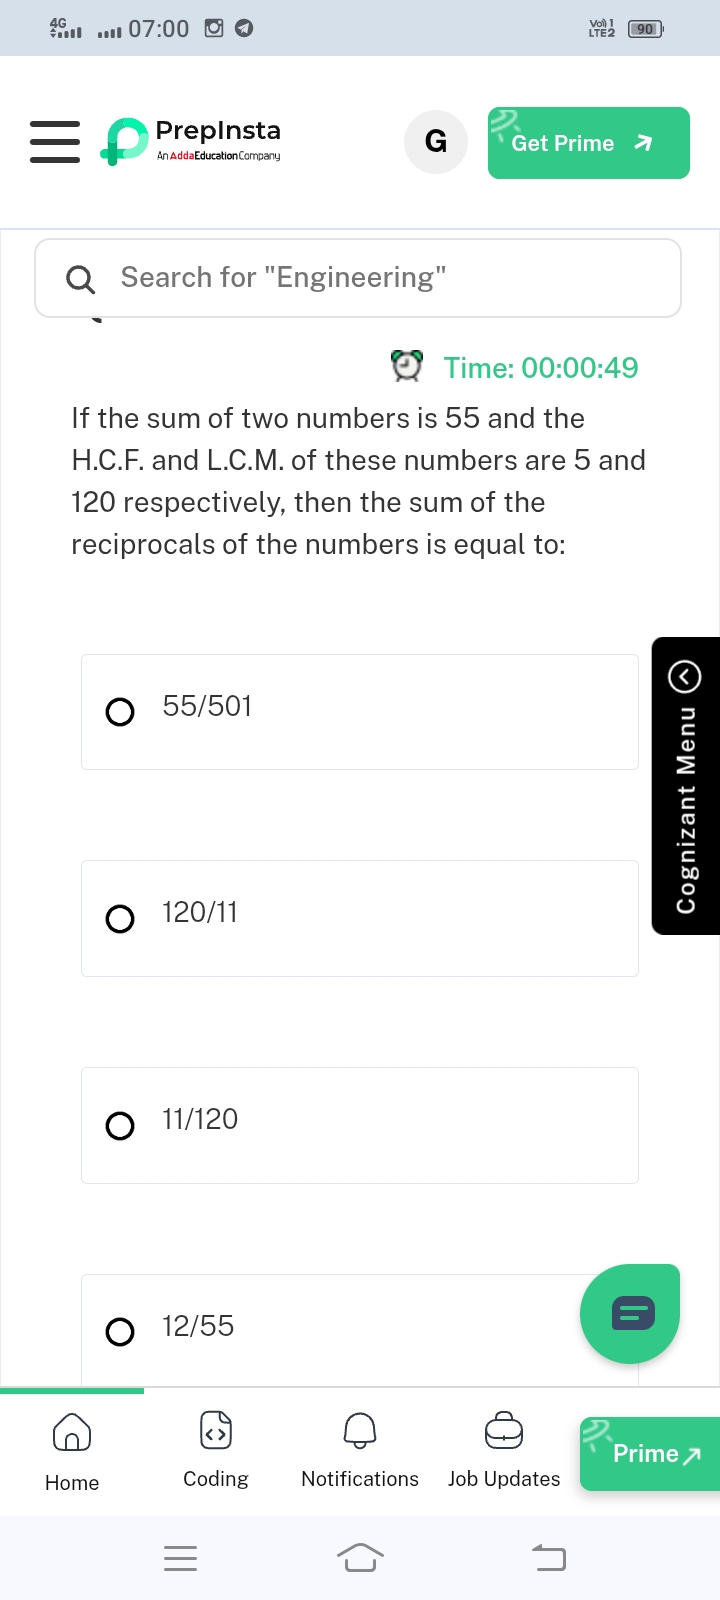 4G 07:00 Vo) 1 LTE2 90
PrepInsta
An AddaEducation Company
G
Get Prime
Search for "Engineering"
Time: 00:00:49
If the sum of two numbers is 55 and the
H.C.F. and L.C.M. of these numbers are 5 and
120 respectively, then the sum of the
reciprocals of the numbers is equal to:
55/501
120/11
11/120
12/55
Cognizant Menu
Home
Coding
Notifications
Job Updates
Prime